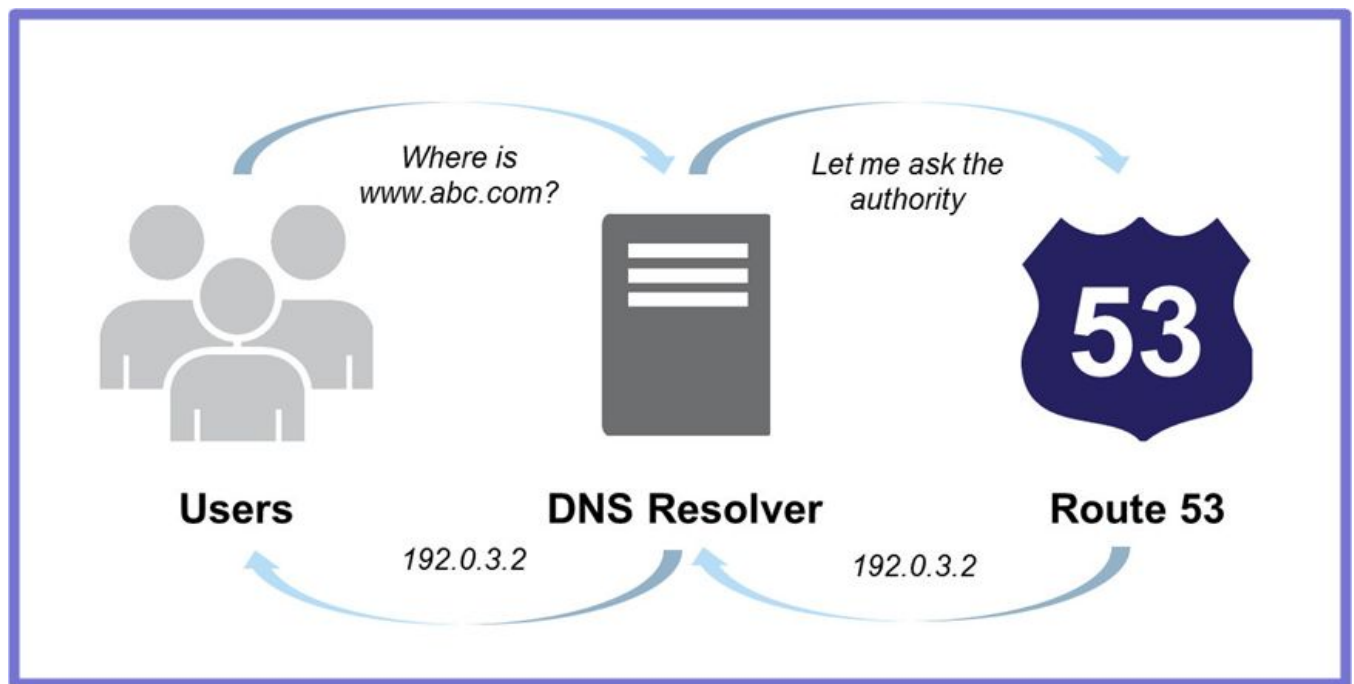 Where is
www.abc.com?
Let me ask the
authority
53
Users
DNS Resolver
Route 53
192.0.3.2
192.0.3.2